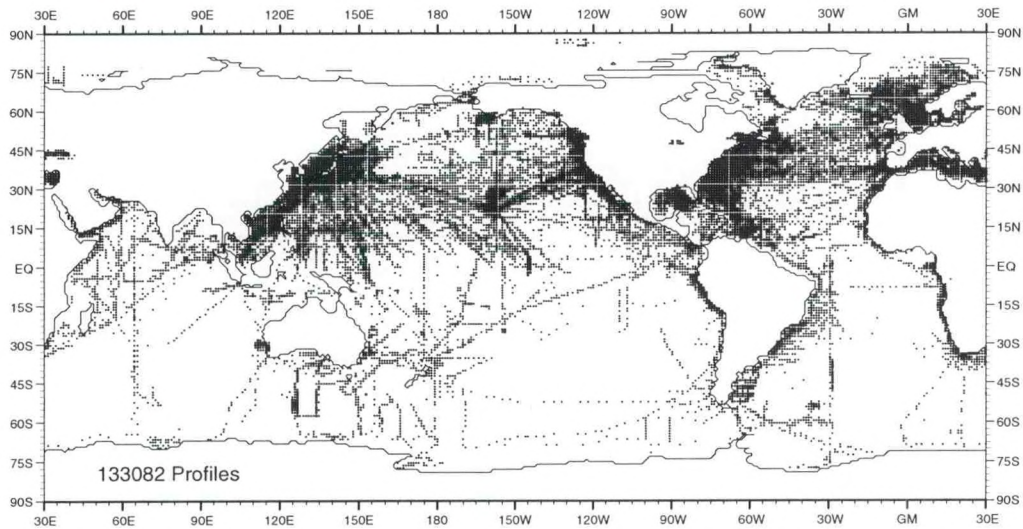 30E 60E 90E 120E 150E 180 150W 120W 90W 60W 30W GM 30E
90N 90N
75N 75N
60N 60N
45N 45N
30N 30N
15N 15N
EQ EQ
15S 15S
30S 30S
45S 45S
60S 60S
75S 75S
133082 Profiles
90S 90S
30E 60E 90E 120E 150E 180 150W 120W 90W 60W 30W GM 30E